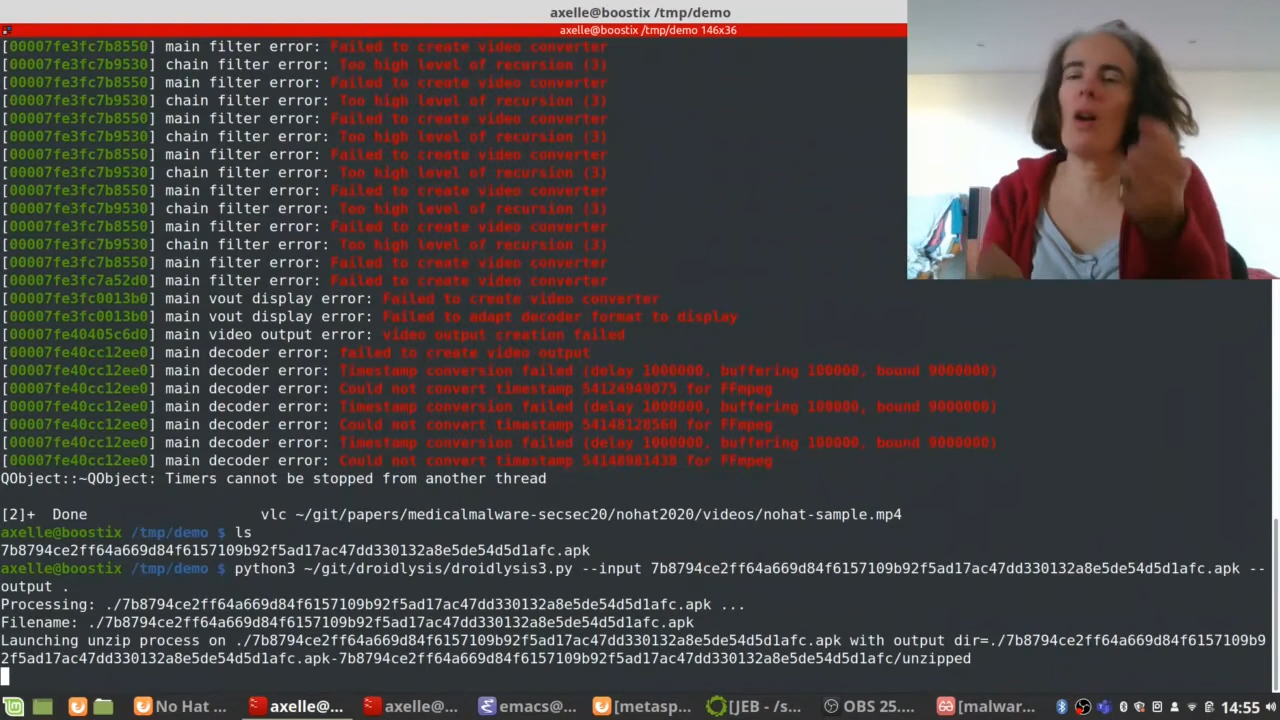 axelle@boostix /tmp/demo
axelle@boostix /tmp/demo 146x36
[00007fe3fc7b8550] main filter error: Failed to create video converter
[00007fe3fc7b9530] chain filter error: Too high level of recursion (3)
[00007fe3fc7b8550] main filter error: Failed to create video converter
[00007fe3fc7b9530] chain filter error: Too high level of recursion (3)
[00007fe3fc7b8550] main filter error: Failed to create video converter
[00007fe3fc7b9530] chain filter error: Too high level of recursion (3)
[00007fe3fc7b8550] main filter error: Failed to create video converter
[00007fe3fc7b9530] chain filter error: Too high level of recursion (3)
[00007fe3fc7b8550] main filter error: Failed to create video converter
[00007fe3fc7b9530] chain filter error: Too high level of recursion (3)
[00007fe3fc7b8550] main filter error: Failed to create video converter
[00007fe3fc7b9530] chain filter error: Too high level of recursion (3)
[00007fe3fc7b8550] main filter error: Failed to create video converter
[00007fe3fc7a52d0] main filter error: Failed to create video converter
[00007fe3fc0013b0] main vout display error: Failed to create video converter
[00007fe3fc0013b0] main vout display error: Failed to adapt decoder format to display
[00007fe40405c6d0] main video output error: video output creation failed
[00007fe40cc12ee0] main decoder error: failed to create video output
[00007fe40cc12ee0] main decoder error: Timestamp conversion failed (delay 1000000, buffering 100000, bound 9000000)
[00007fe40cc12ee0] main decoder error: Could not convert timestamp 54124949075 for FFmpeg
[00007fe40cc12ee0] main decoder error: Timestamp conversion failed (delay 1000000, buffering 100000, bound 9000000)
[00007fe40cc12ee0] main decoder error: Could not convert timestamp 54148128560 for FFmpeg
[00007fe40cc12ee0] main decoder error: Timestamp conversion failed (delay 1000000, buffering 100000, bound 9000000)
[00007fe40cc12ee0] main decoder error: Could not convert timestamp 54148981438 for FFmpeg
QObject::~QObject: Timers cannot be stopped from another thread
[2]+  Done                    vlc ~/git/papers/medicalmalware-secsec20/nohat2020/videos/nohat-sample.mp4
axelle@boostix /tmp/demo $ ls
7b8794ce2ff64a669d84f6157109b92f5ad17ac47dd330132a8e5de54d5d1afc.apk
axelle@boostix /tmp/demo $ python3 ~/git/droidlysis/droidlysis3.py --input 7b8794ce2ff64a669d84f6157109b92f5ad17ac47dd330132a8e5de54d5d1afc.apk --
output .
Processing: ./7b8794ce2ff64a669d84f6157109b92f5ad17ac47dd330132a8e5de54d5d1afc.apk ...
Filename: ./7b8794ce2ff64a669d84f6157109b92f5ad17ac47dd330132a8e5de54d5d1afc.apk
Launching unzip process on ./7b8794ce2ff64a669d84f6157109b92f5ad17ac47dd330132a8e5de54d5d1afc.apk with output dir=./7b8794ce2ff64a669d84f6157109b9
2f5ad17ac47dd330132a8e5de54d5d1afc.apk-7b8794ce2ff64a669d84f6157109b92f5ad17ac47dd330132a8e5de54d5d1afc/unzipped
No Hat ... axelle@... axelle@... emacs@... [metaspl... [JEB - /s... OBS 25.... [malwar... 14:55